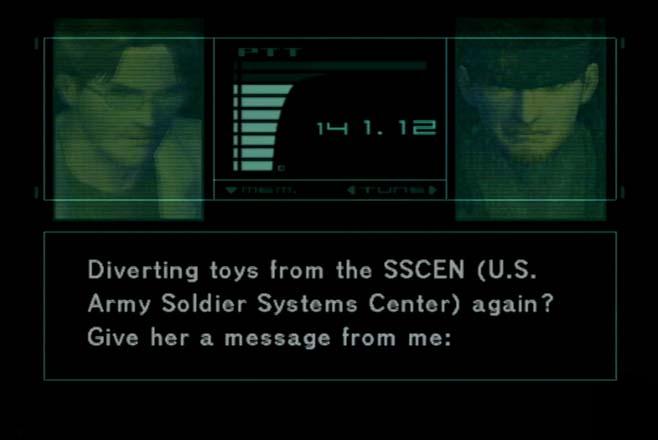 PTT
141.12
mem.
TUNE
Diverting toys from the SSCEN (U.S.
Army Soldier Systems Center) again?
Give her a message from me: